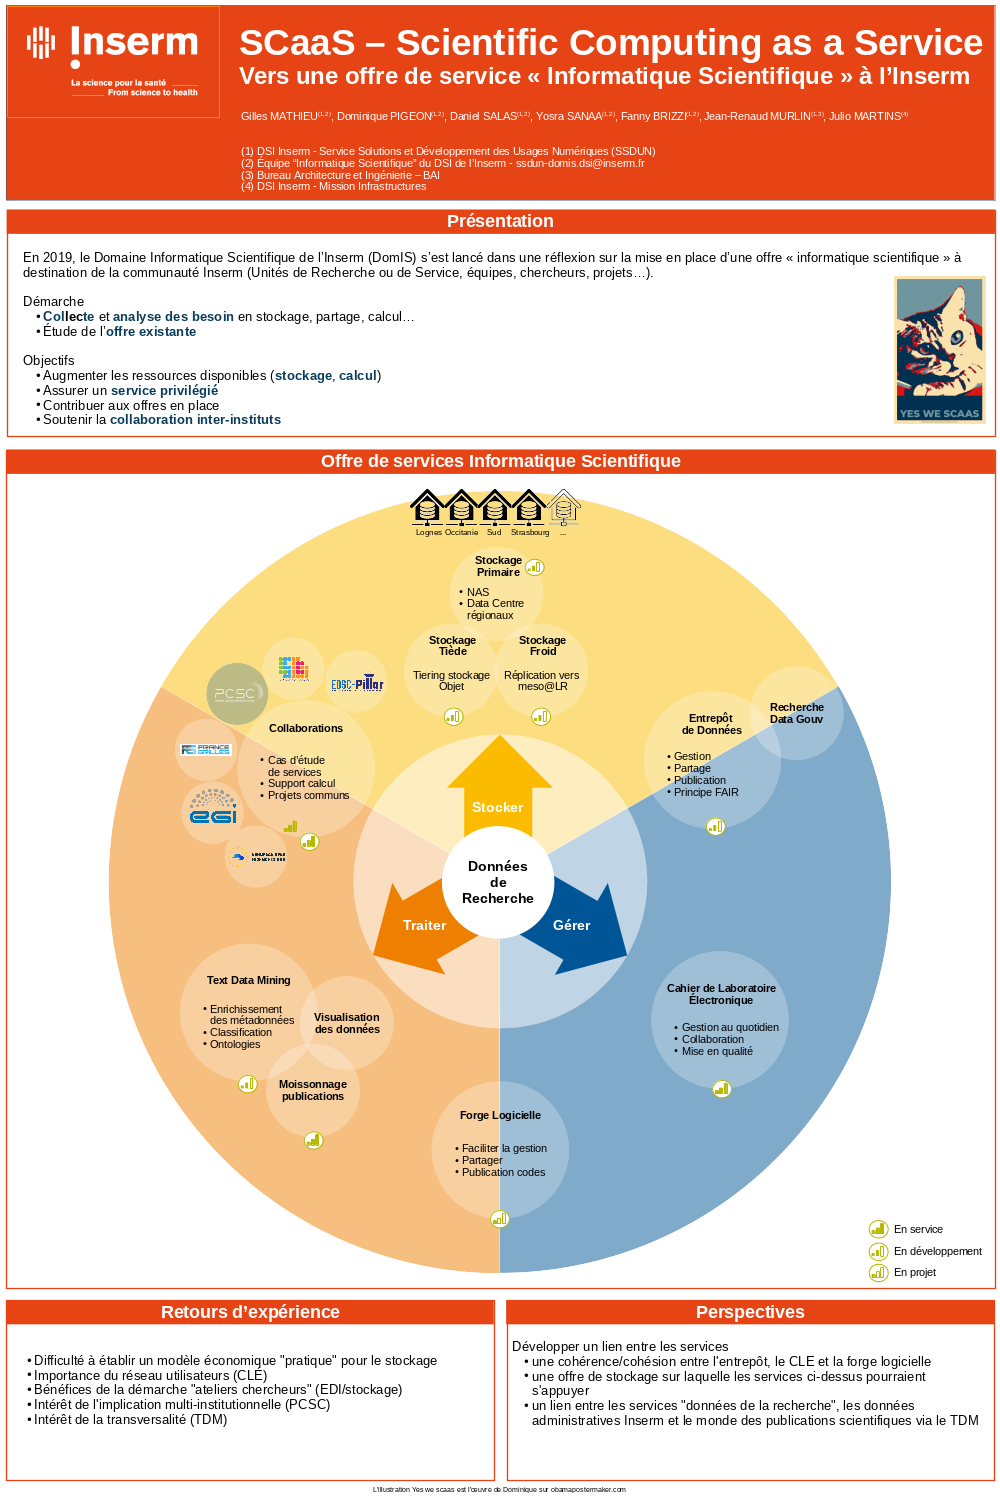 Inserm
La science pour la santé
From science to health
SCaaS – Scientific Computing as a Service
Vers une offre de service « Informatique Scientifique » à l'Inserm
Gilles MATHIEU(1,2), Dominique PIGEON(1,2), Daniel SALAS(1,2), Yosra SANAA(1,2), Fanny BRIZZI(1,2), Jean-Renaud MURLIN(1,3), Julio MARTINS(4)
(1) DSI Inserm - Service Solutions et Développement des Usages Numériques (SSDUN)
(2) Équipe "Informatique Scientifique" du DSI de l'Inserm - ssdun-domis.dsi@inserm.fr
(3) Bureau Architecture et Ingénierie – BAI
(4) DSI Inserm - Mission Infrastructures
Présentation
En 2019, le Domaine Informatique Scientifique de l'Inserm (DomIS) s'est lancé dans une réflexion sur la mise en place d'une offre « informatique scientifique » à
destination de la communauté Inserm (Unités de Recherche ou de Service, équipes, chercheurs, projets…).
Démarche
• Collecte et analyse des besoin en stockage, partage, calcul…
• Étude de l'offre existante
Objectifs
• Augmenter les ressources disponibles (stockage, calcul)
• Assurer un service privilégié
• Contribuer aux offres en place
• Soutenir la collaboration inter-instituts
YES WE SCAAS
Offre de services Informatique Scientifique
Lognes Occitanie Sud Strasbourg ...
Stockage
Primaire
• NAS
• Data Centre
régionaux
Stockage
Tiède
Tiering stockage
Objet
Stockage
Froid
Réplication vers
meso@LR
PCSC
EOSC-Pillar
FRANCE
GRILLES
eGI
Collaborations
• Cas d'étude
de services
• Support calcul
• Projets communs
Entrepôt
de Données
• Gestion
• Partage
• Publication
• Principe FAIR
Recherche
Data Gouv
Stocker
Données
de
Recherche
Traiter
Gérer
Text Data Mining
• Enrichissement
des métadonnées
• Classification
• Ontologies
Visualisation
des données
Moissonnage
publications
Cahier de Laboratoire
Électronique
• Gestion au quotidien
• Collaboration
• Mise en qualité
Forge Logicielle
• Faciliter la gestion
• Partager
• Publication codes
En service
En développement
En projet
Retours d'expérience
• Difficulté à établir un modèle économique "pratique" pour le stockage
• Importance du réseau utilisateurs (CLE)
• Bénéfices de la démarche "ateliers chercheurs" (EDI/stockage)
• Intérêt de l'implication multi-institutionnelle (PCSC)
• Intérêt de la transversalité (TDM)
Perspectives
Développer un lien entre les services
• une cohérence/cohésion entre l'entrepôt, le CLE et la forge logicielle
• une offre de stockage sur laquelle les services ci-dessus pourraient
s'appuyer
• un lien entre les services "données de la recherche", les données
administratives Inserm et le monde des publications scientifiques via le TDM
L'illustration Yes we scaas est l'œuvre de Dominique sur obamapostermaker.com